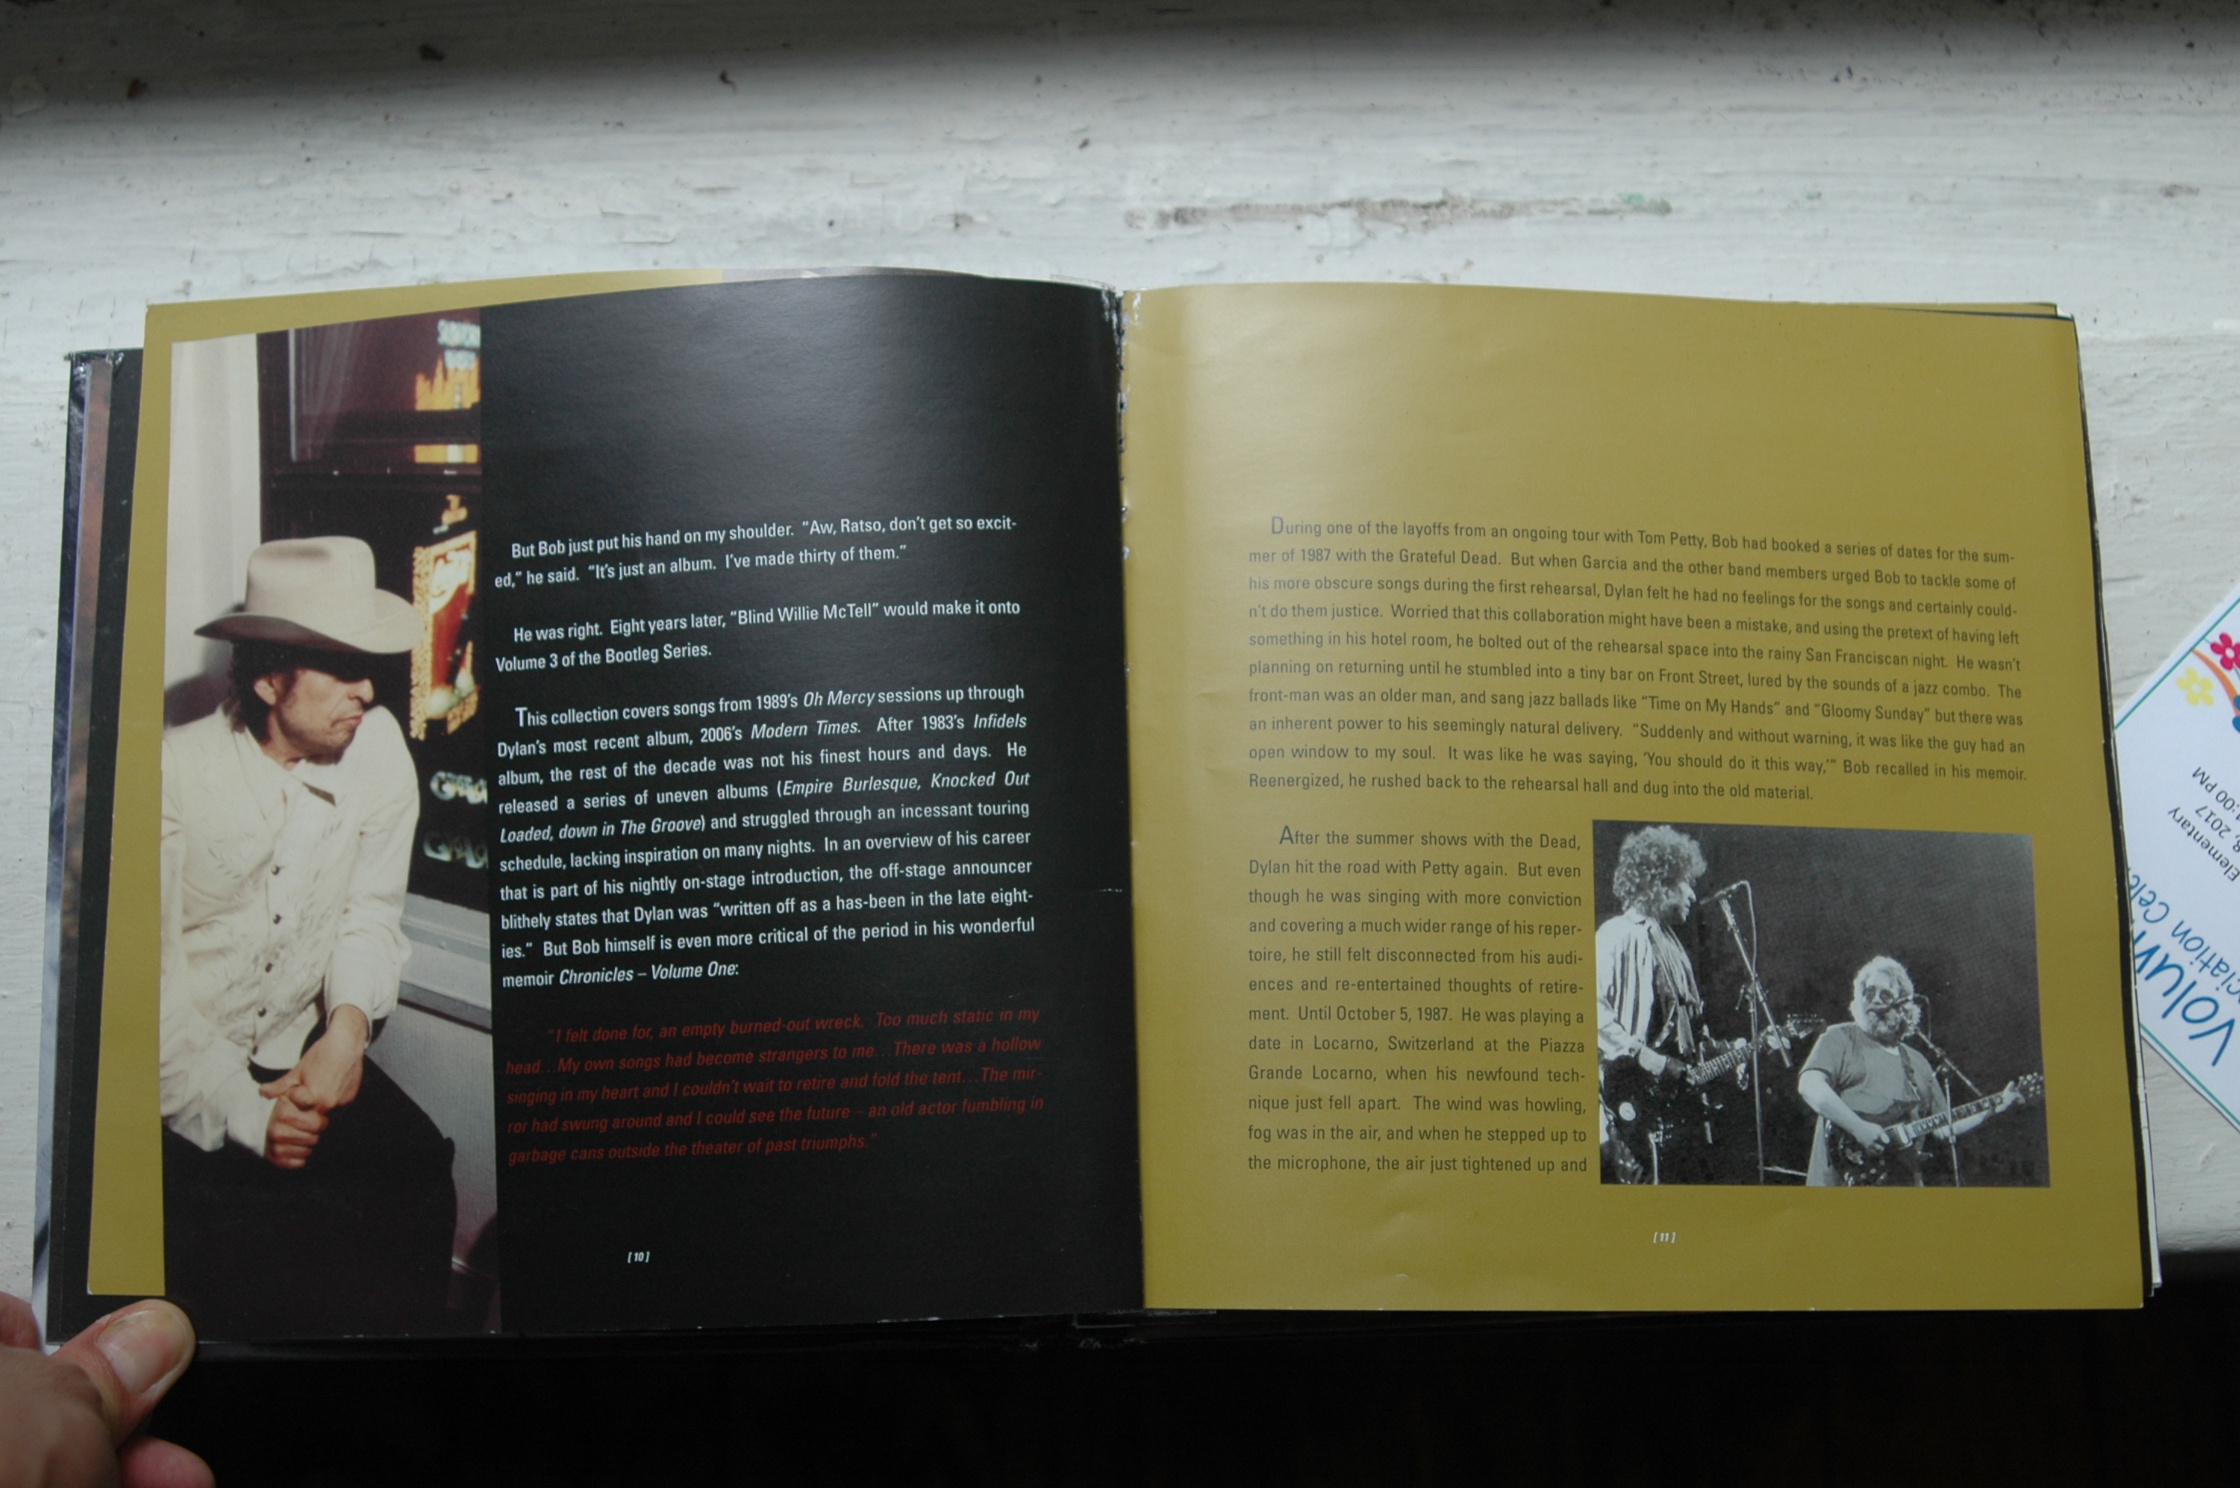 But Bob just put his hand on my shoulder. "Aw, Ratso, don't get so excit-
ed," he said. "It's just an album. I've made thirty of them."
He was right. Eight years later, "Blind Willie McTell" would make it onto
Volume 3 of the Bootleg Series.
This collection covers songs from 1989's Oh Mercy sessions up through
Dylan's most recent album, 2006's Modern Times. After 1983's Infidels
album, the rest of the decade was not his finest hours and days. He
released a series of uneven albums (Empire Burlesque, Knocked Out
Loaded, down in The Groove) and struggled through an incessant touring
schedule, lacking inspiration on many nights. In an overview of his career
that is part of his nightly on-stage introduction, the off-stage announcer
blithely states that Dylan was "written off as a has-been in the late eight-
ies." But Bob himself is even more critical of the period in his wonderful
memoir Chronicles – Volume One:
"I felt done for, an empty burned-out wreck. Too much static in my
head...My own songs had become strangers to me...There was a hollow
singing in my heart and I couldn't wait to retire and fold the tent...The mir-
ror had swung around and I could see the future – an old actor fumbling in
garbage cans outside the theater of past triumphs."
[10]
During one of the layoffs from an ongoing tour with Tom Petty, Bob had booked a series of dates for the sum-
mer of 1987 with the Grateful Dead. But when Garcia and the other band members urged Bob to tackle some of
his more obscure songs during the first rehearsal, Dylan felt he had no feelings for the songs and certainly could-
n't do them justice. Worried that this collaboration might have been a mistake, and using the pretext of having left
something in his hotel room, he bolted out of the rehearsal space into the rainy San Franciscan night. He wasn't
planning on returning until he stumbled into a tiny bar on Front Street, lured by the sounds of a jazz combo. The
front-man was an older man, and sang jazz ballads like "Time on My Hands" and "Gloomy Sunday" but there was
an inherent power to his seemingly natural delivery. "Suddenly and without warning, it was like the guy had an
open window to my soul. It was like he was saying, 'You should do it this way,'" Bob recalled in his memoir.
Reenergized, he rushed back to the rehearsal hall and dug into the old material.
After the summer shows with the Dead,
Dylan hit the road with Petty again. But even
though he was singing with more conviction
and covering a much wider range of his reper-
toire, he still felt disconnected from his audi-
ences and re-entertained thoughts of retire-
ment. Until October 5, 1987. He was playing a
date in Locarno, Switzerland at the Piazza
Grande Locarno, when his newfound tech-
nique just fell apart. The wind was howling,
fog was in the air, and when he stepped up to
the microphone, the air just tightened up and
[11]
Elementary
2017
:00 PM